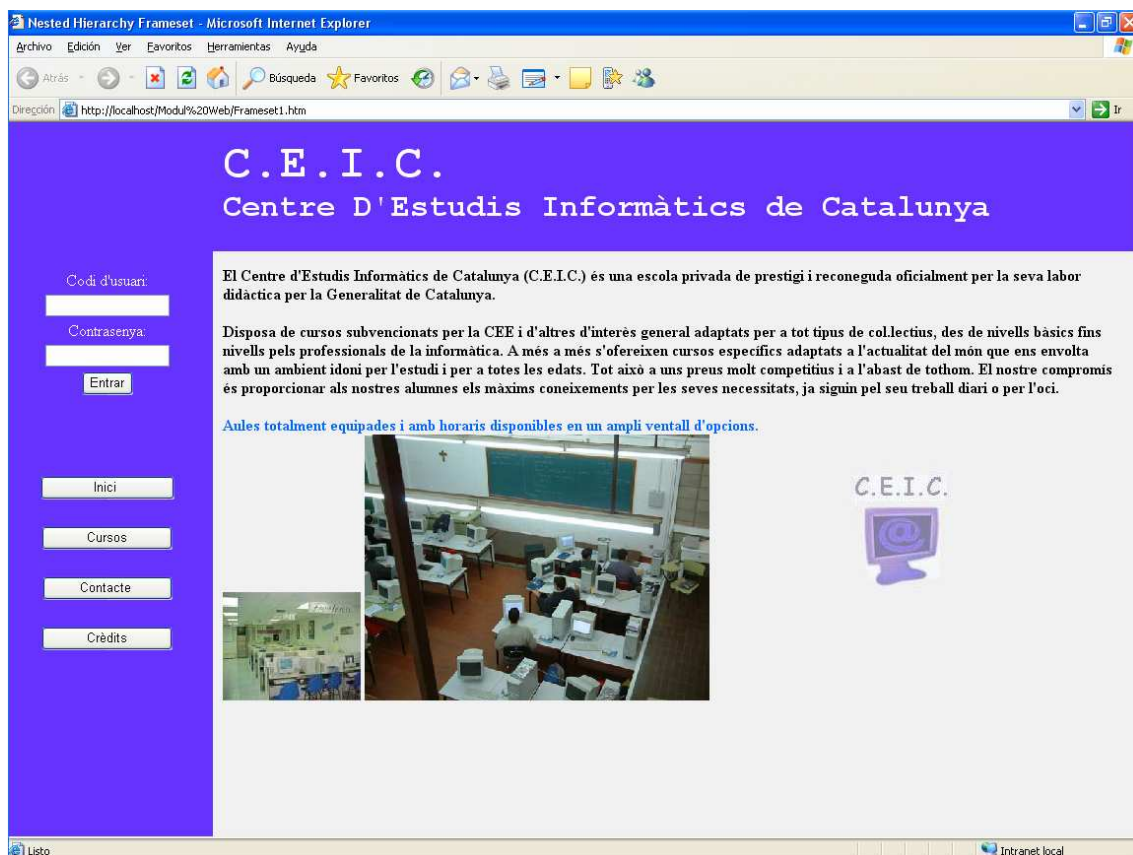 Nested Hierarchy Frameset - Microsoft Internet Explorer
Archivo Edición Ver Favoritos Herramientas Ayuda
Atrás Búsqueda Favoritos
Dirección http://localhost/Modul%20Web/Frameset1.htm Ir
C.E.I.C.
Centre D'Estudis Informàtics de Catalunya
Codi d'usuari:
Contrasenya:
Entrar
Inici
Cursos
Contacte
Crèdits
El Centre d'Estudis Informàtics de Catalunya (C.E.I.C.) és una escola privada de prestigi i reconeguda oficialment per la seva labor
didàctica per la Generalitat de Catalunya.
Disposa de cursos subvencionats per la CEE i d'altres d'interès general adaptats per a tot tipus de col.lectius, des de nivells bàsics fins
nivells pels professionals de la informàtica. A més a més s'ofereixen cursos específics adaptats a l'actualitat del món que ens envolta
amb un ambient idoni per l'estudi i per a totes les edats. Tot això a uns preus molt competitius i a l'abast de tothom. El nostre compromís
és proporcionar als nostres alumnes els màxims coneixements per les seves necessitats, ja siguin pel seu treball diari o per l'oci.
Aules totalment equipades i amb horaris disponibles en un ampli ventall d'opcions.
C.E.I.C.
@
Listo Intranet local